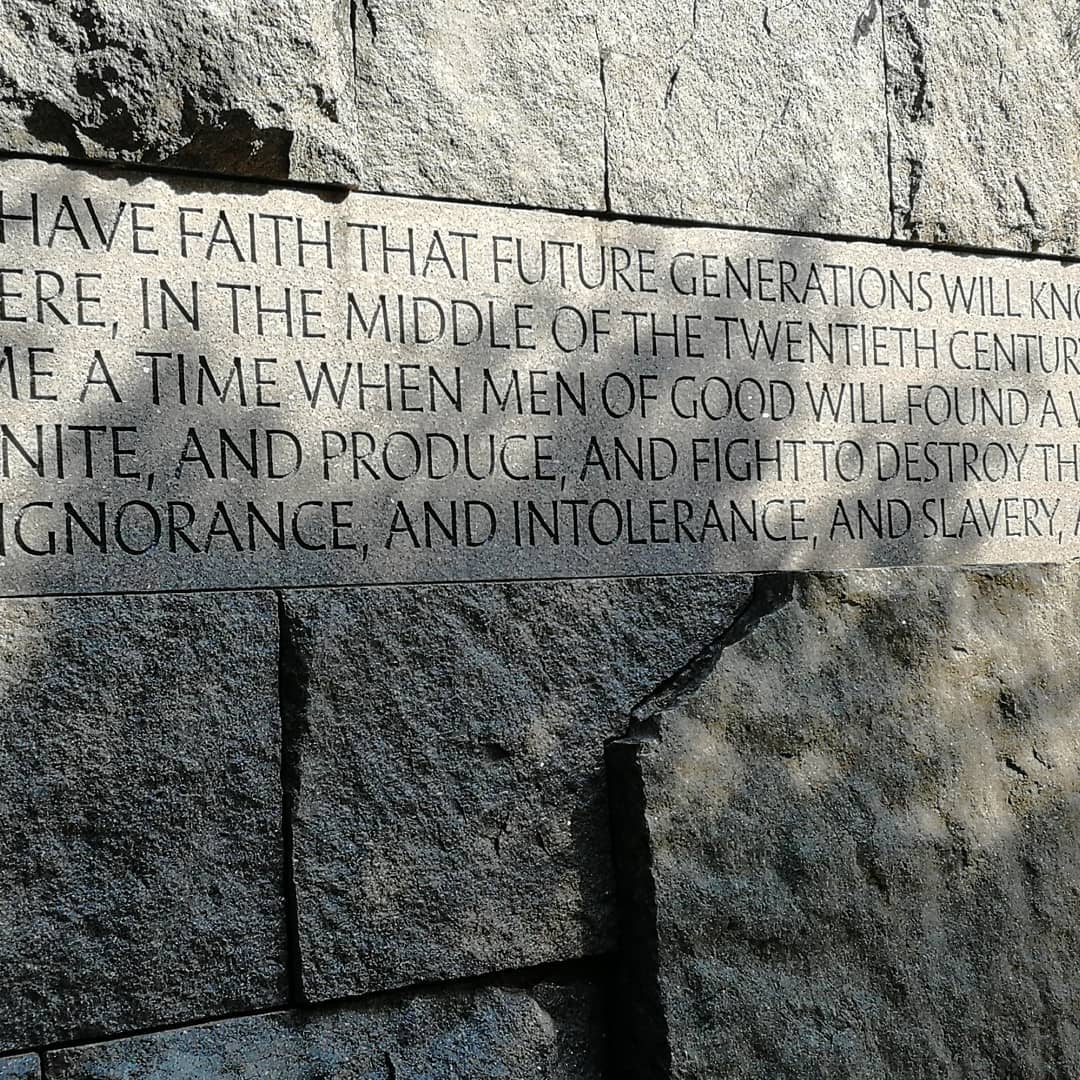 HAVE FAITH THAT FUTURE GENERATIONS WILL KNO
ERE, IN THE MIDDLE OF THE TWENTIETH CENTUR
ME A TIME WHEN MEN OF GOOD WILL FOUND A
NITE, AND PRODUCE, AND FIGHT TO DESTROY TH
IGNORANCE, AND INTOLERANCE, AND SLAVERY,